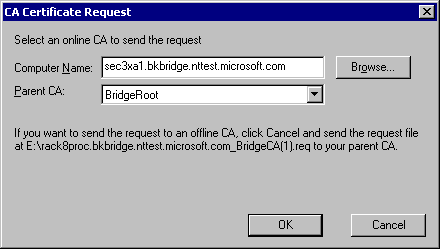 CA Certificate Request
Select an online CA to send the request
Computer Name: sec3xa1.bkbridge.nttest.microsoft.com Browse...
Parent CA: BridgeRoot
If you want to send the request to an offline CA, click Cancel and send the request file
at E:\rack8proc.bkbridge.nttest.microsoft.com_BridgeCA(1).req to your parent CA.
OK Cancel